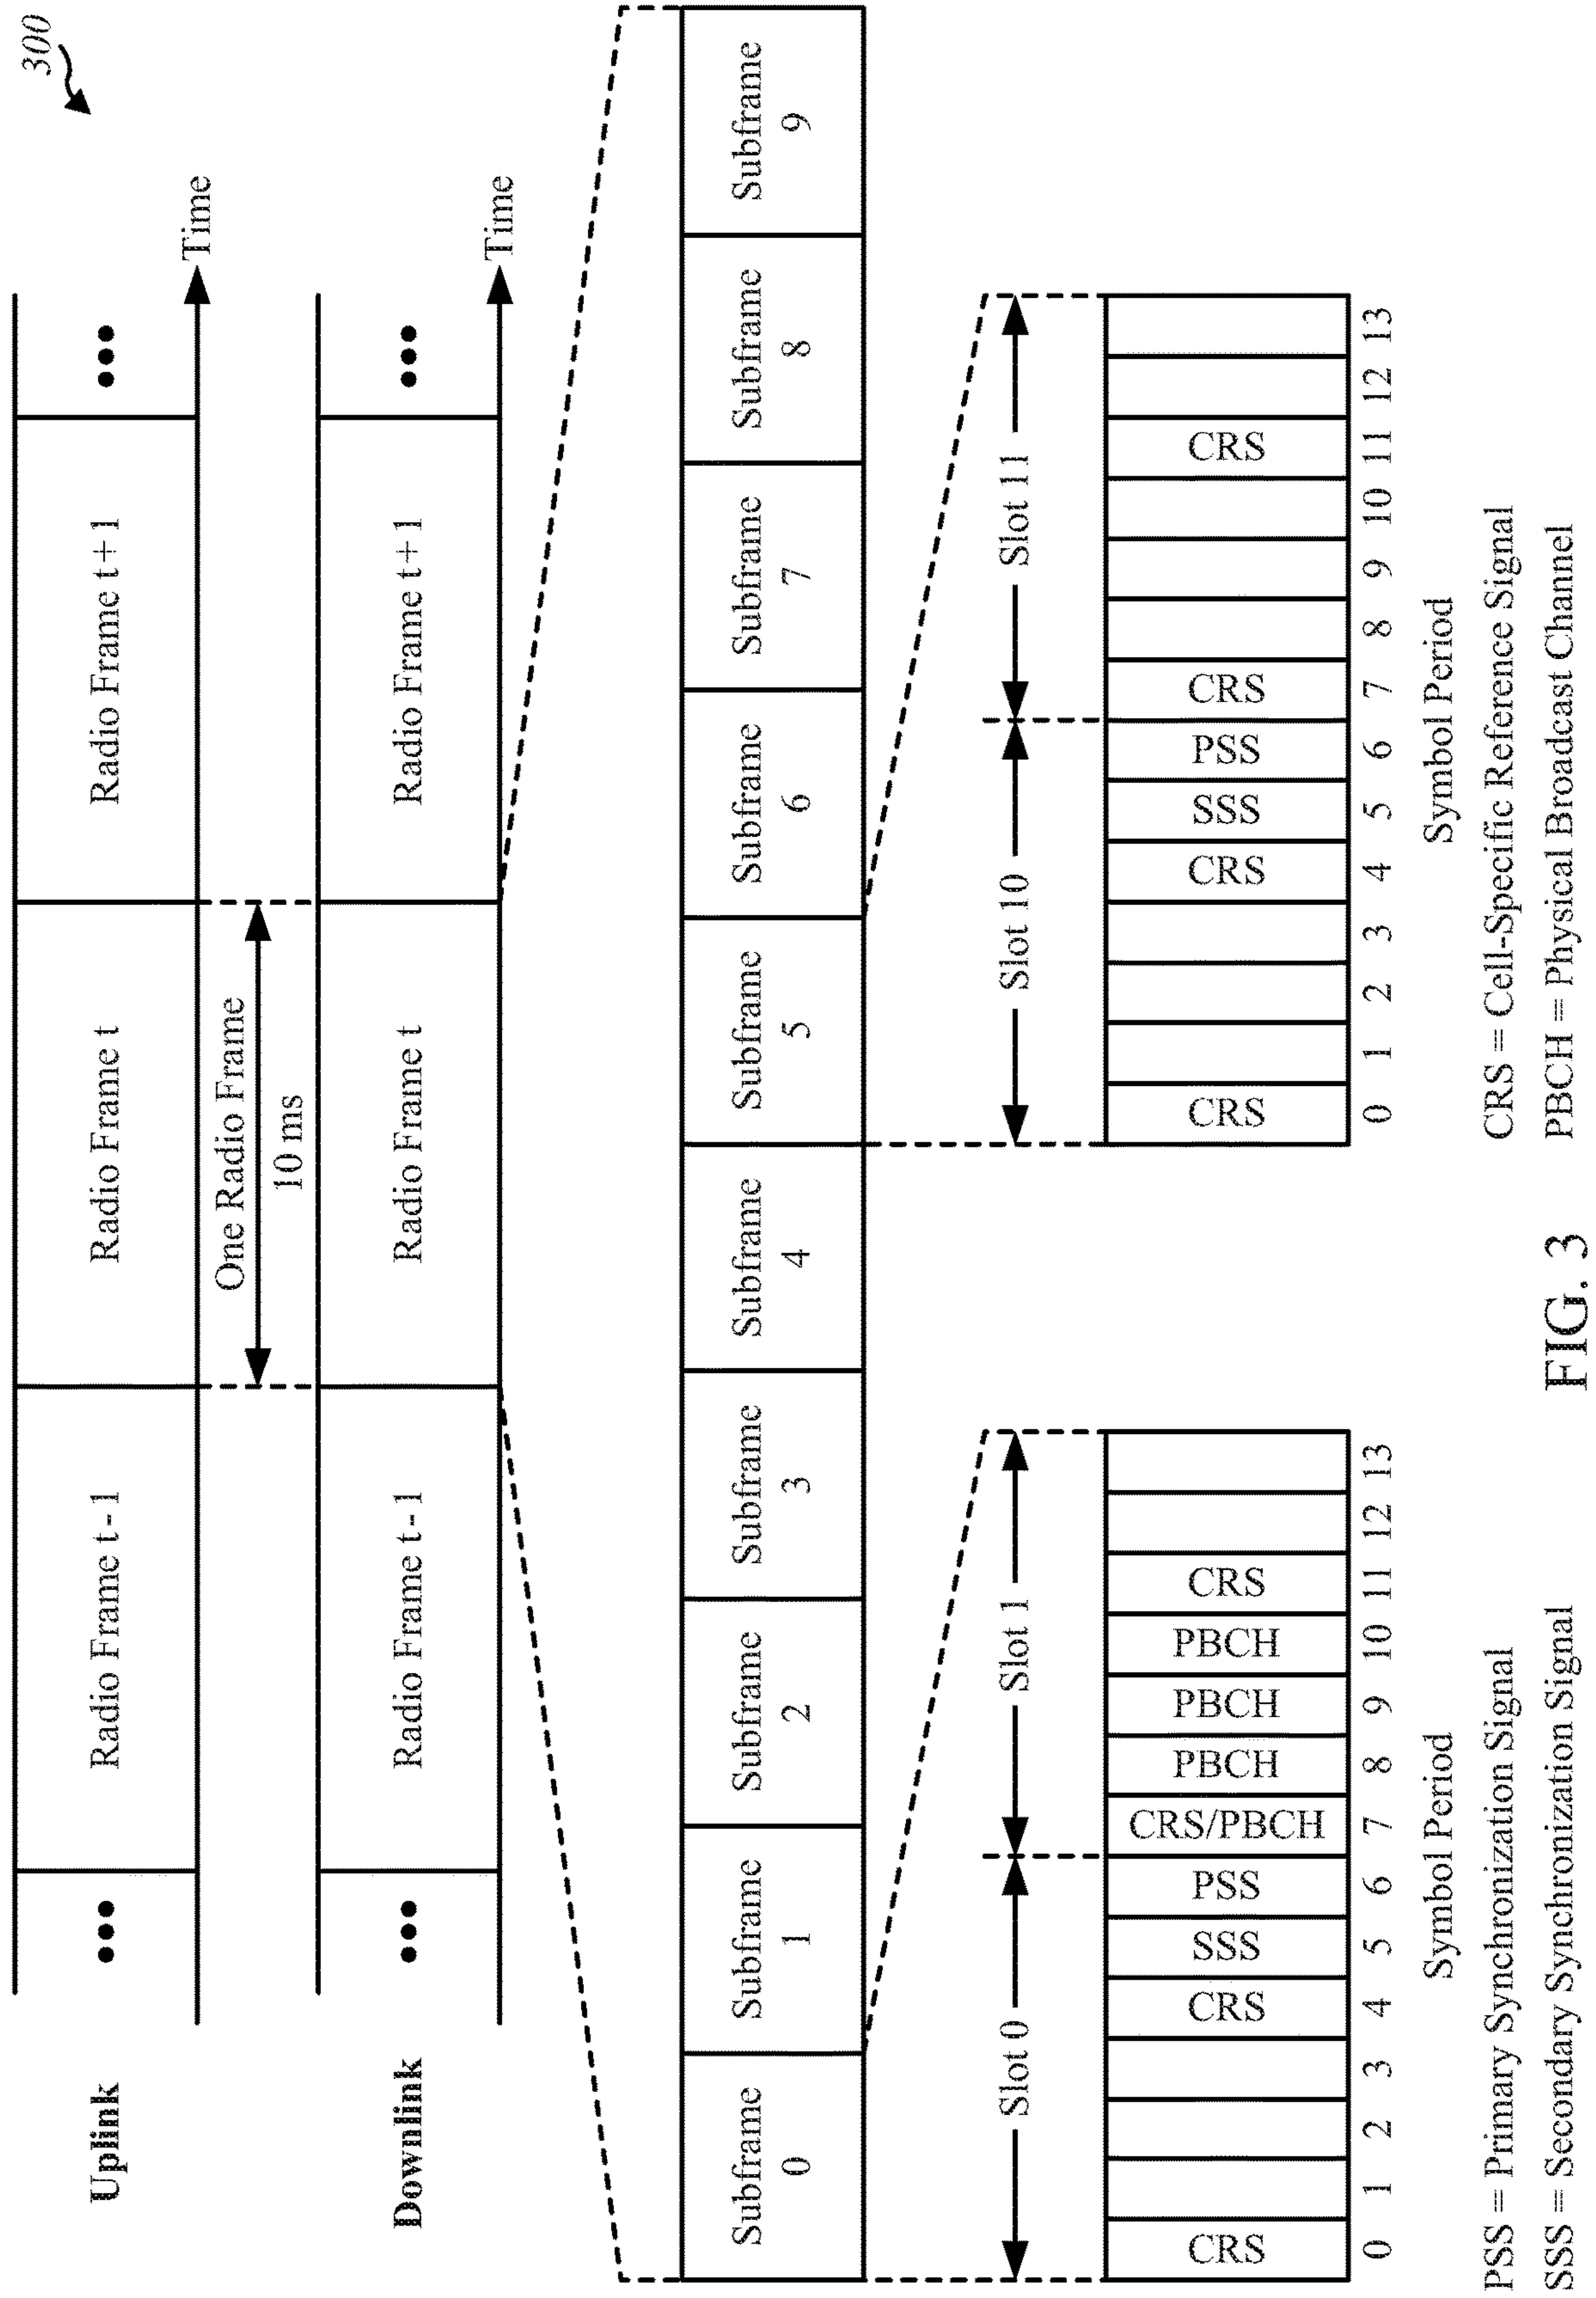 300
Uplink
••• Radio Frame t-1 Radio Frame t Radio Frame t+1 •••
Time
One Radio Frame
10 ms
Downlink
••• Radio Frame t-1 Radio Frame t Radio Frame t+1 •••
Time
Subframe 0
Subframe 1
Subframe 2
Subframe 3
Subframe 4
Subframe 5
Subframe 6
Subframe 7
Subframe 8
Subframe 9
Slot 0 Slot 1
CRS CRS SSS PSS CRS/PBCH PBCH PBCH PBCH CRS
0 1 2 3 4 5 6 7 8 9 10 11 12 13
Symbol Period
Slot 10 Slot 11
CRS CRS SSS PSS CRS CRS
0 1 2 3 4 5 6 7 8 9 10 11 12 13
Symbol Period
PSS = Primary Synchronization Signal
SSS = Secondary Synchronization Signal
CRS = Cell-Specific Reference Signal
PBCH = Physical Broadcast Channel
FIG. 3